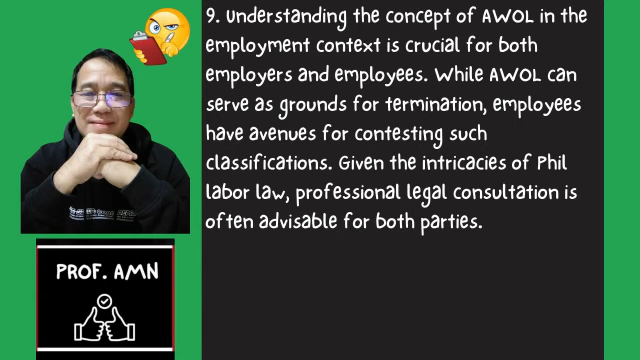 9. Understanding the concept of AWOL in the
employment context is crucial for both
employers and employees. While AWOL can
serve as grounds for termination, employees
have avenues for contesting such
classifications. Given the intricacies of Phil
labor law, professional legal consultation is
often advisable for both parties.
PROF. AMN